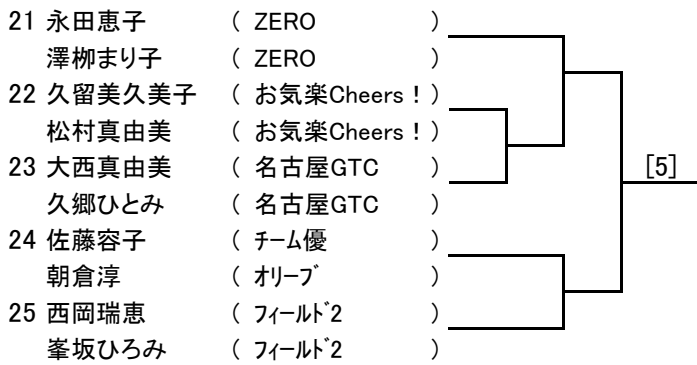 21 永田恵子 ( ZERO )
澤栁まり子 ( ZERO )
22 久留美久美子 ( お気楽Cheers！)
松村真由美 ( お気楽Cheers！)
23 大西真由美 ( 名古屋GTC )
[5]
久郷ひとみ ( 名古屋GTC )
24 佐藤容子 ( ﾁｰﾑ優 )
朝倉淳 ( ｵﾘｰﾌﾞ )
25 西岡瑞恵 ( ﾌｨｰﾙﾄﾞ2 )
峯坂ひろみ ( ﾌｨｰﾙﾄﾞ2 )